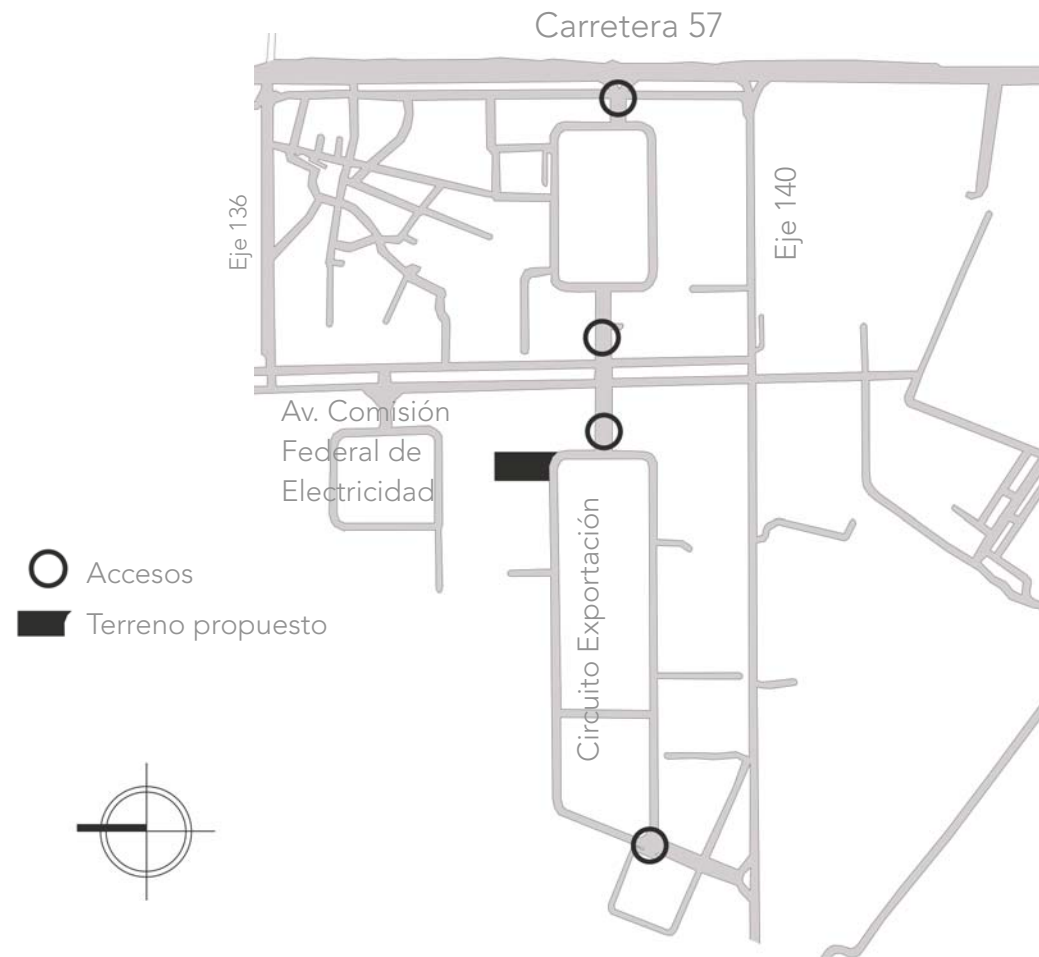 Carretera 57
Eje 136
Eje 140
Av. Comisión
Federal de
Electricidad
Circuito Exportación
Accesos
Terreno propuesto